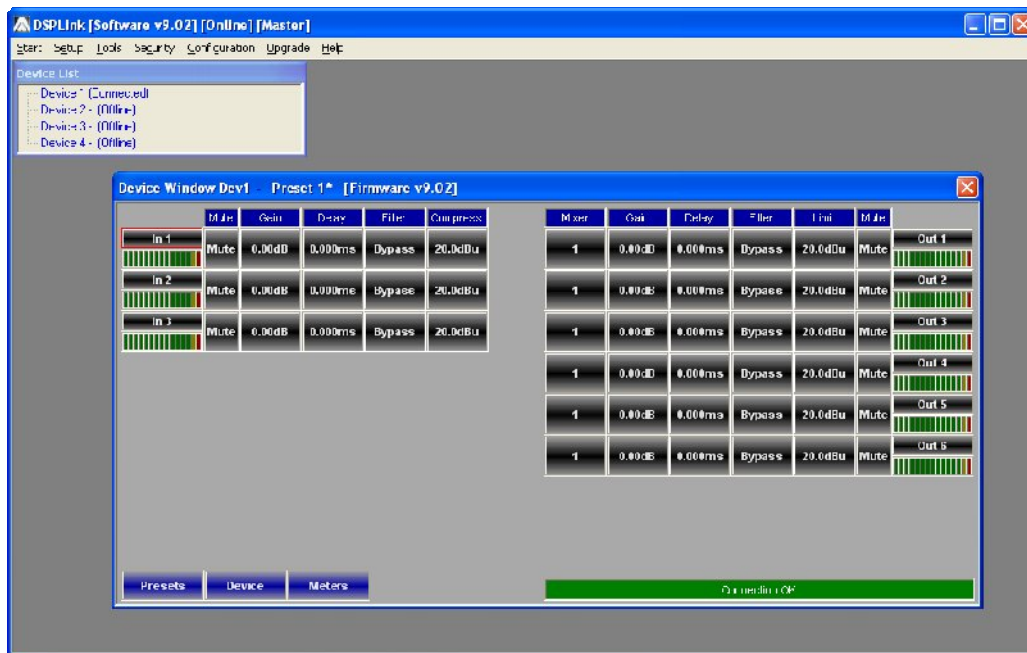 DSPLink [Software v9.02] [Online] [Master]
Start Setup Tools Security Configuration Upgrade Help
Device List
Device 1 (Connected)
Device 2 - (Offline)
Device 3 - (Offline)
Device 4 - (Offline)
Device Window Dev1 - Preset 1* [Firmware v9.02]
Mute Gain Delay Filter Compress Mixer Gain Delay Filter Limit Mute
In 1 Mute 0.00dB 0.000ms Bypass 20.0dBu 1 0.00dB 0.000ms Bypass 20.0dBu Mute Out 1
In 2 Mute 0.00dB 0.000ms Bypass 20.0dBu 1 0.00dB 0.000ms Bypass 20.0dBu Mute Out 2
In 3 Mute 0.00dB 0.000ms Bypass 20.0dBu 1 0.00dB 0.000ms Bypass 20.0dBu Mute Out 3
1 0.00dB 0.000ms Bypass 20.0dBu Mute Out 4
1 0.00dB 0.000ms Bypass 20.0dBu Mute Out 5
1 0.00dB 0.000ms Bypass 20.0dBu Mute Out 6
Presets Device Meters Connection OK